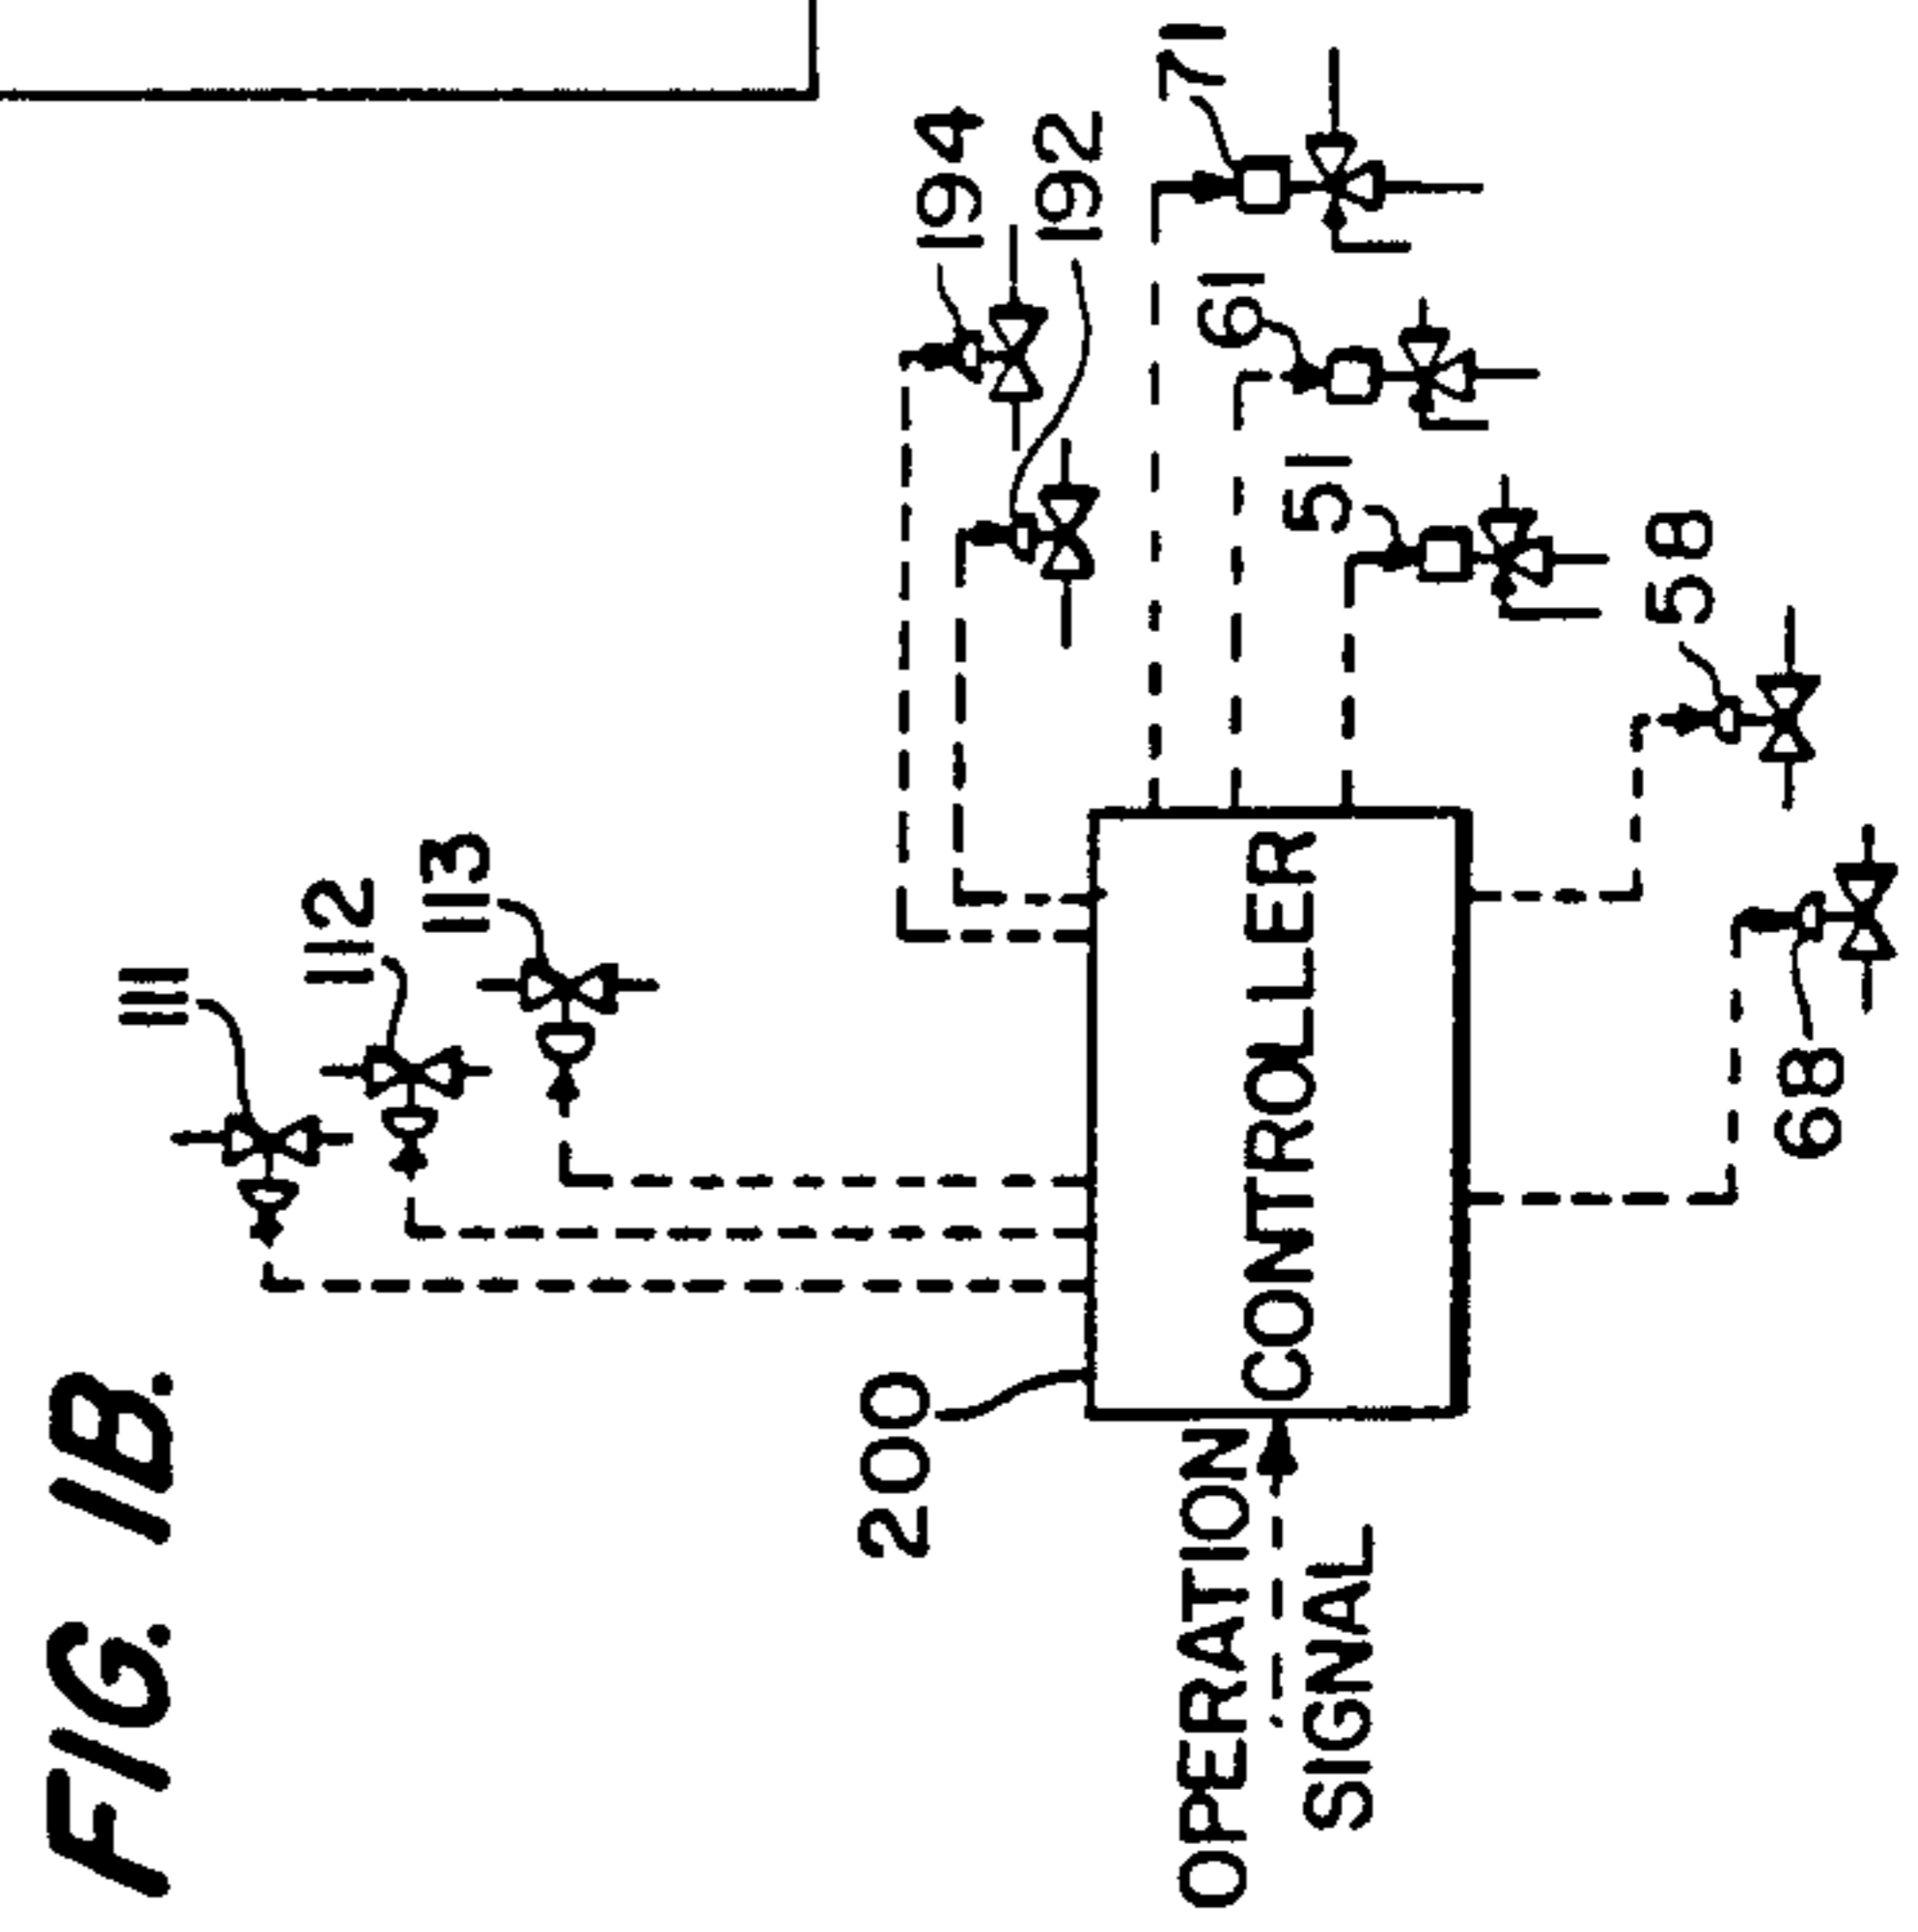 FIG. 1B.
111
112
113
194
192
71
61
51
58
68
200
CONTROLLER
OPERATION
SIGNAL